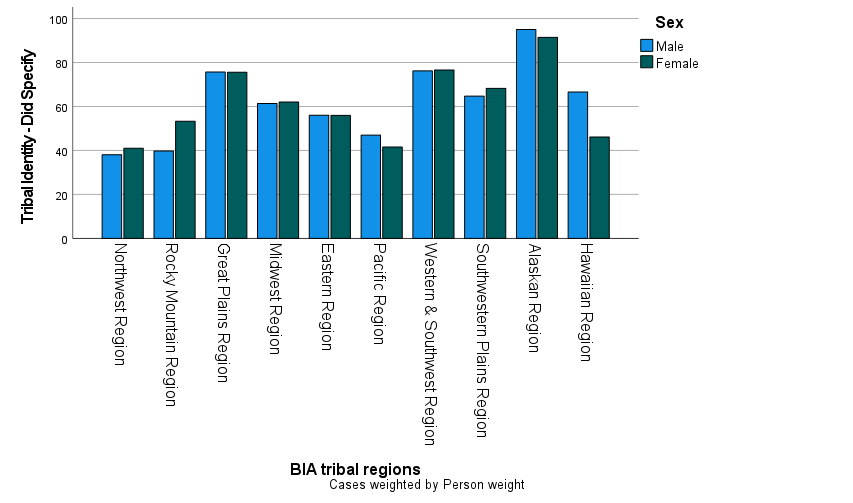 Sex
Male
Female
Tribal Identity - Did Specify
100
80
60
40
20
0
Northwest Region
Rocky Mountain Region
Great Plains Region
Midwest Region
Eastern Region
Pacific Region
Western & Southwest Region
Southwestern Plains Region
Alaskan Region
Hawaiian Region
BIA tribal regions
Cases weighted by Person weight